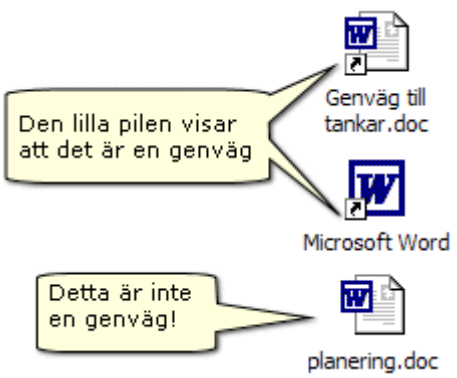 Genväg till
tankar.doc
Den lilla pilen visar
att det är en genväg
Microsoft Word
Detta är inte
en genväg!
planering.doc